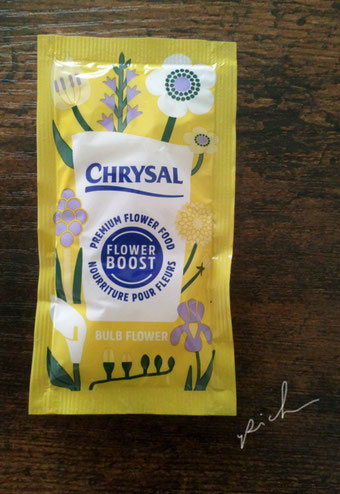 CHRYSAL
PREMIUM FLOWER FOOD
FLOWER
BOOST
NOURRITURE POUR FLEURS
BULB FLOWER